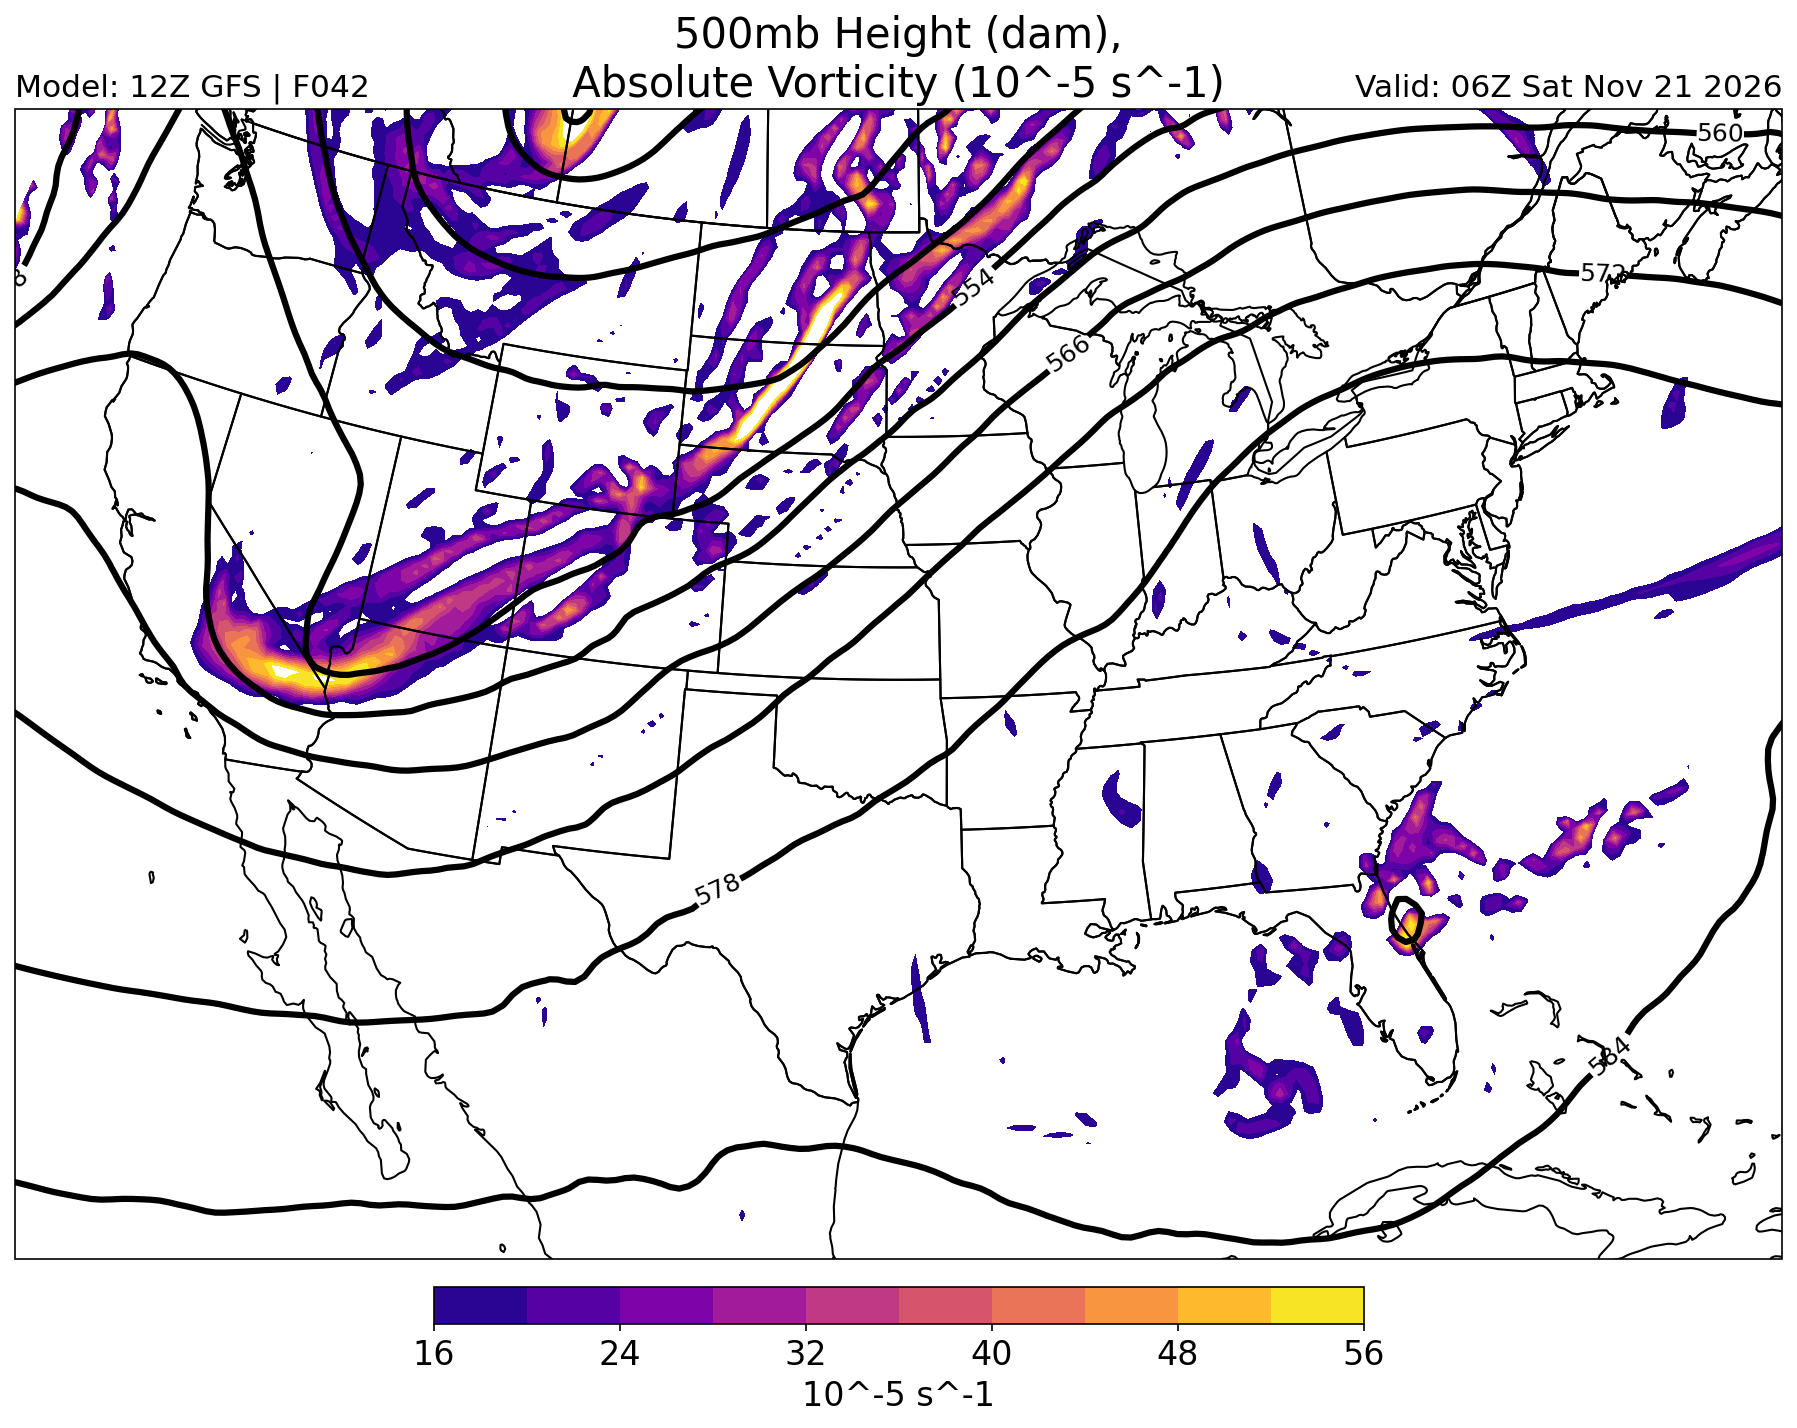 500mb Height (dam),
Absolute Vorticity (10^-5 s^-1)
Model: 12Z GFS | F042
Valid: 06Z Sat Nov 21 2026
560
572
554
566
578
584
16 24 32 40 48 56
10^-5 s^-1